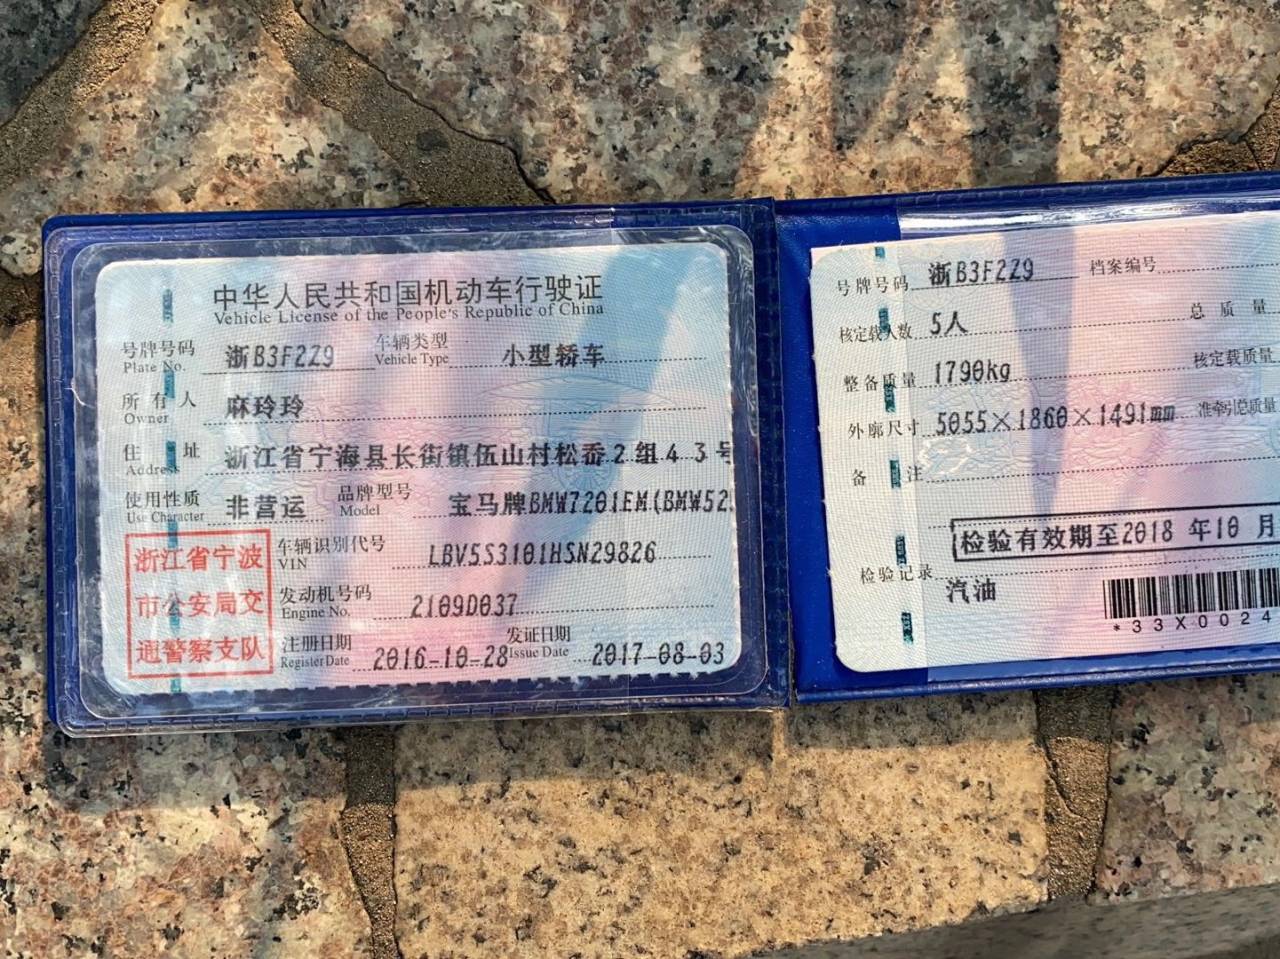 中华人民共和国机动车行驶证
Vehicle License of the People's Republic of China
号牌号码 浙B3F2Z9 车辆类型 小型轿车
Plate No. Vehicle Type
所有人 麻玲玲
Owner
住址 浙江省宁海县长街镇伍山村松岙2组43号
Address
使用性质 非营运 品牌型号 宝马牌BMW7201EM(BMW52
Use Character Model
浙江省宁波
市公安局交
通警察支队
车辆识别代号 LBV5S3101HSN29826
VIN
发动机号码 2109D037
Engine No.
注册日期 2016-10-28 发证日期 2017-08-03
Register Date Issue Date
号牌号码 浙B3F2Z9 档案编号
核定载人数 5人 总质量
整备质量 1790kg 核定载质量
外廓尺寸 5055×1860×1491mm 准牵引总质量
备注
检验有效期至2018 年10 月
检验记录
汽油
*33X0024